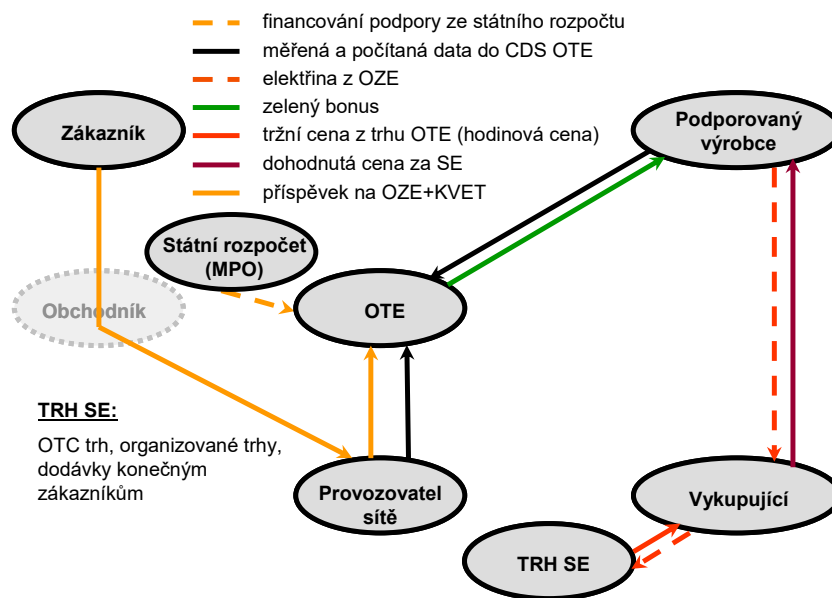 financování podpory ze státního rozpočtu
měřená a počítaná data do CDS OTE
elektřina z OZE
zelený bonus
tržní cena z trhu OTE (hodinová cena)
dohodnutá cena za SE
příspěvek na OZE+KVET
Zákazník
Podporovaný
výrobce
Státní rozpočet
(MPO)
Obchodník
OTE
TRH SE:
OTC trh, organizované trhy,
dodávky konečným
zákazníkům
Provozovatel
sítě
Vykupující
TRH SE